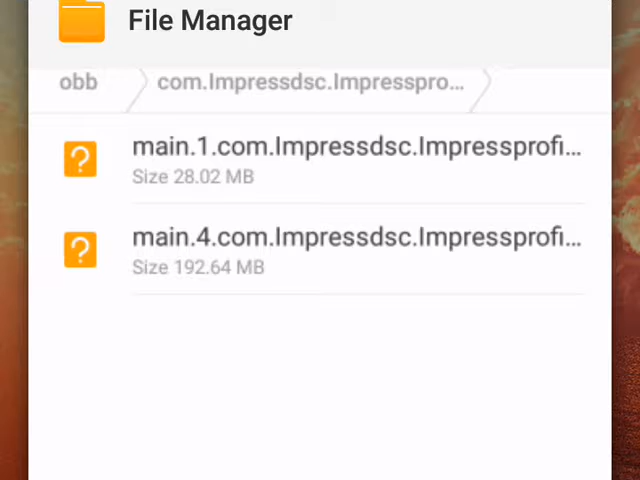 File Manager
obb com.Impressdsc.Impresspro...
main.1.com.Impressdsc.Impressprofi...
Size 28.02 MB
main.4.com.Impressdsc.Impressprofi...
Size 192.64 MB